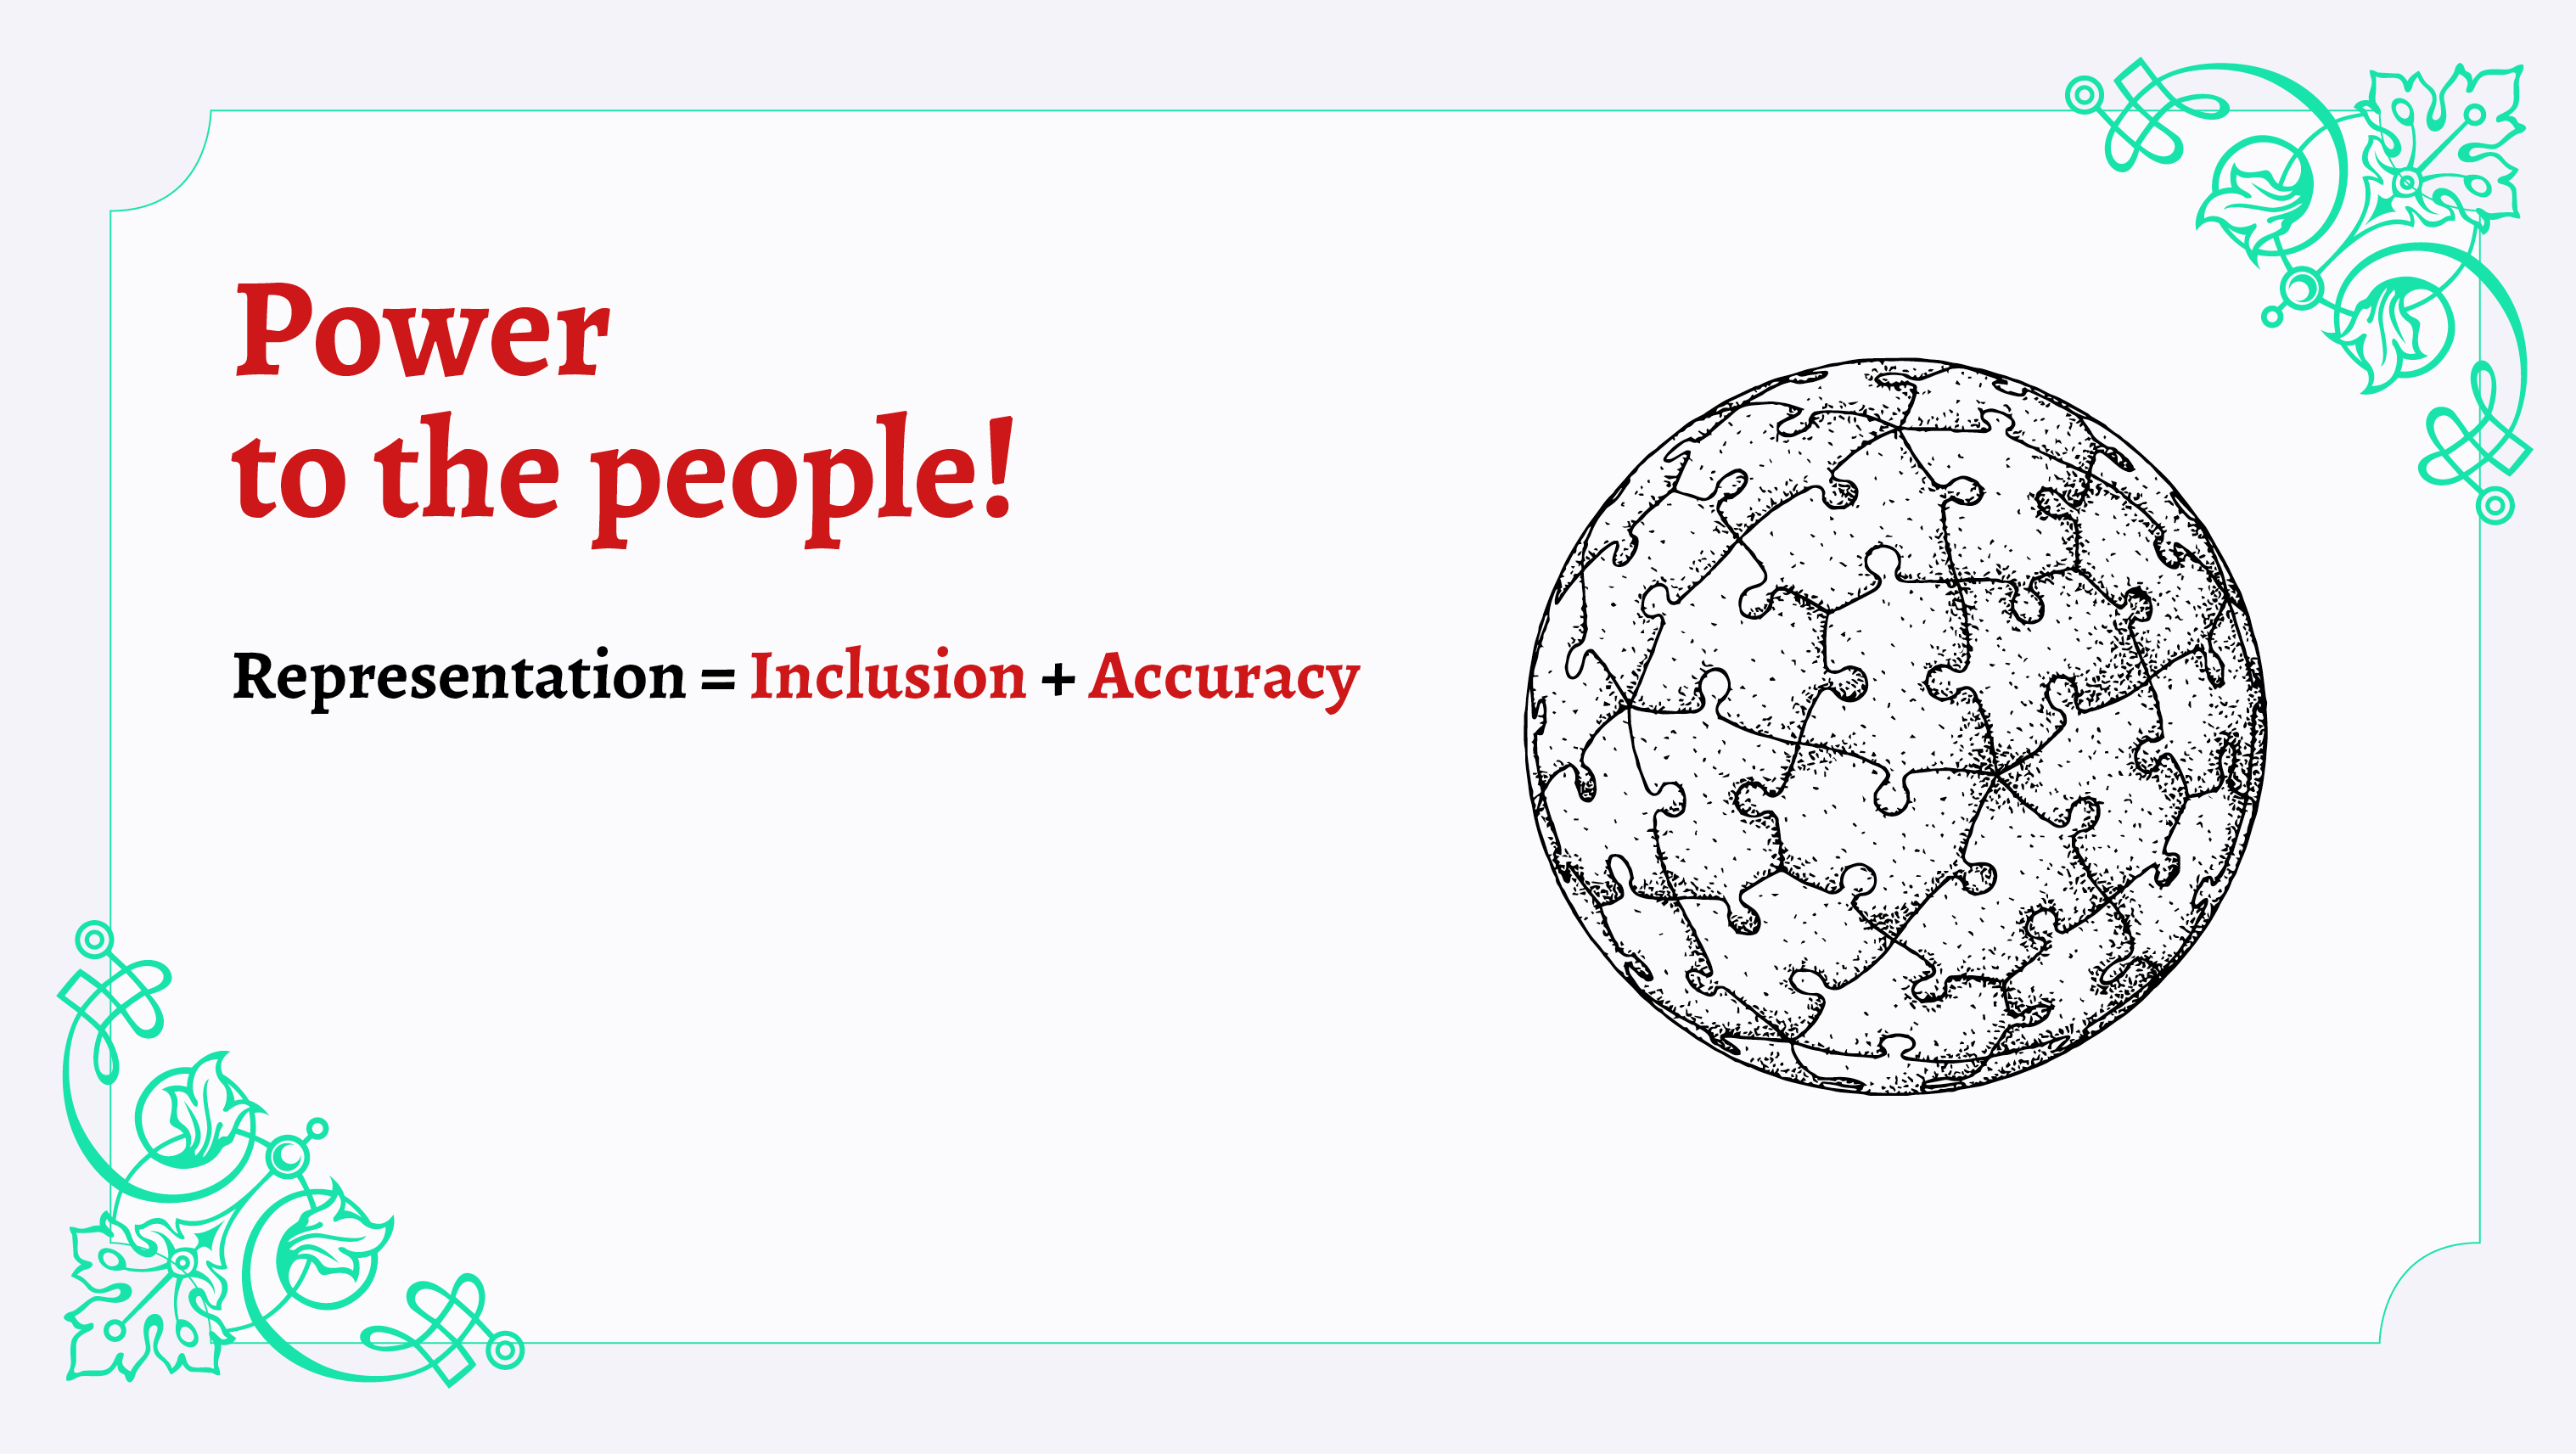 Power
to the people!
Representation = Inclusion + Accuracy